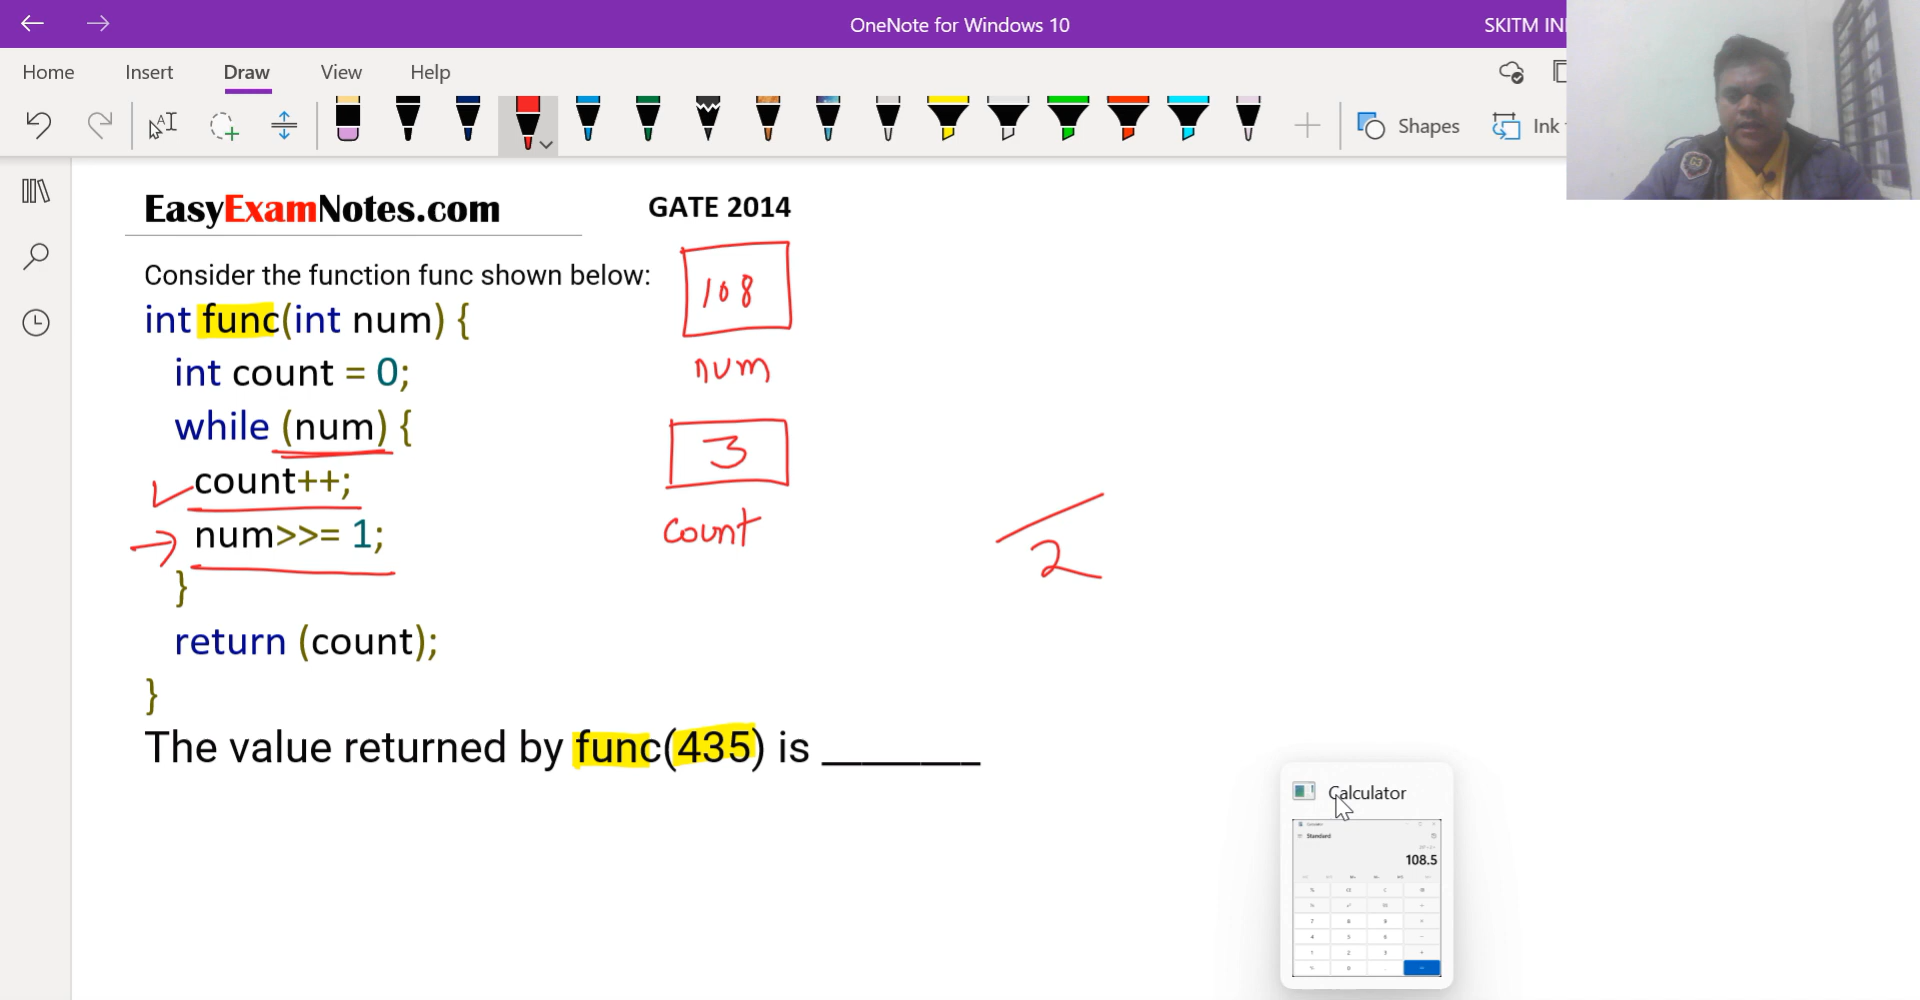 OneNote for Windows 10
SKITM IN
Home Insert Draw View Help
Shapes
Ink
EasyExamNotes.com
GATE 2014
Consider the function func shown below:
int func(int num) {
int count = 0;
while (num) {
count++;
num>>= 1;
}
return (count);
}
108
num
3
count
2
The value returned by func(435) is ________
Calculator
Standard
108.5